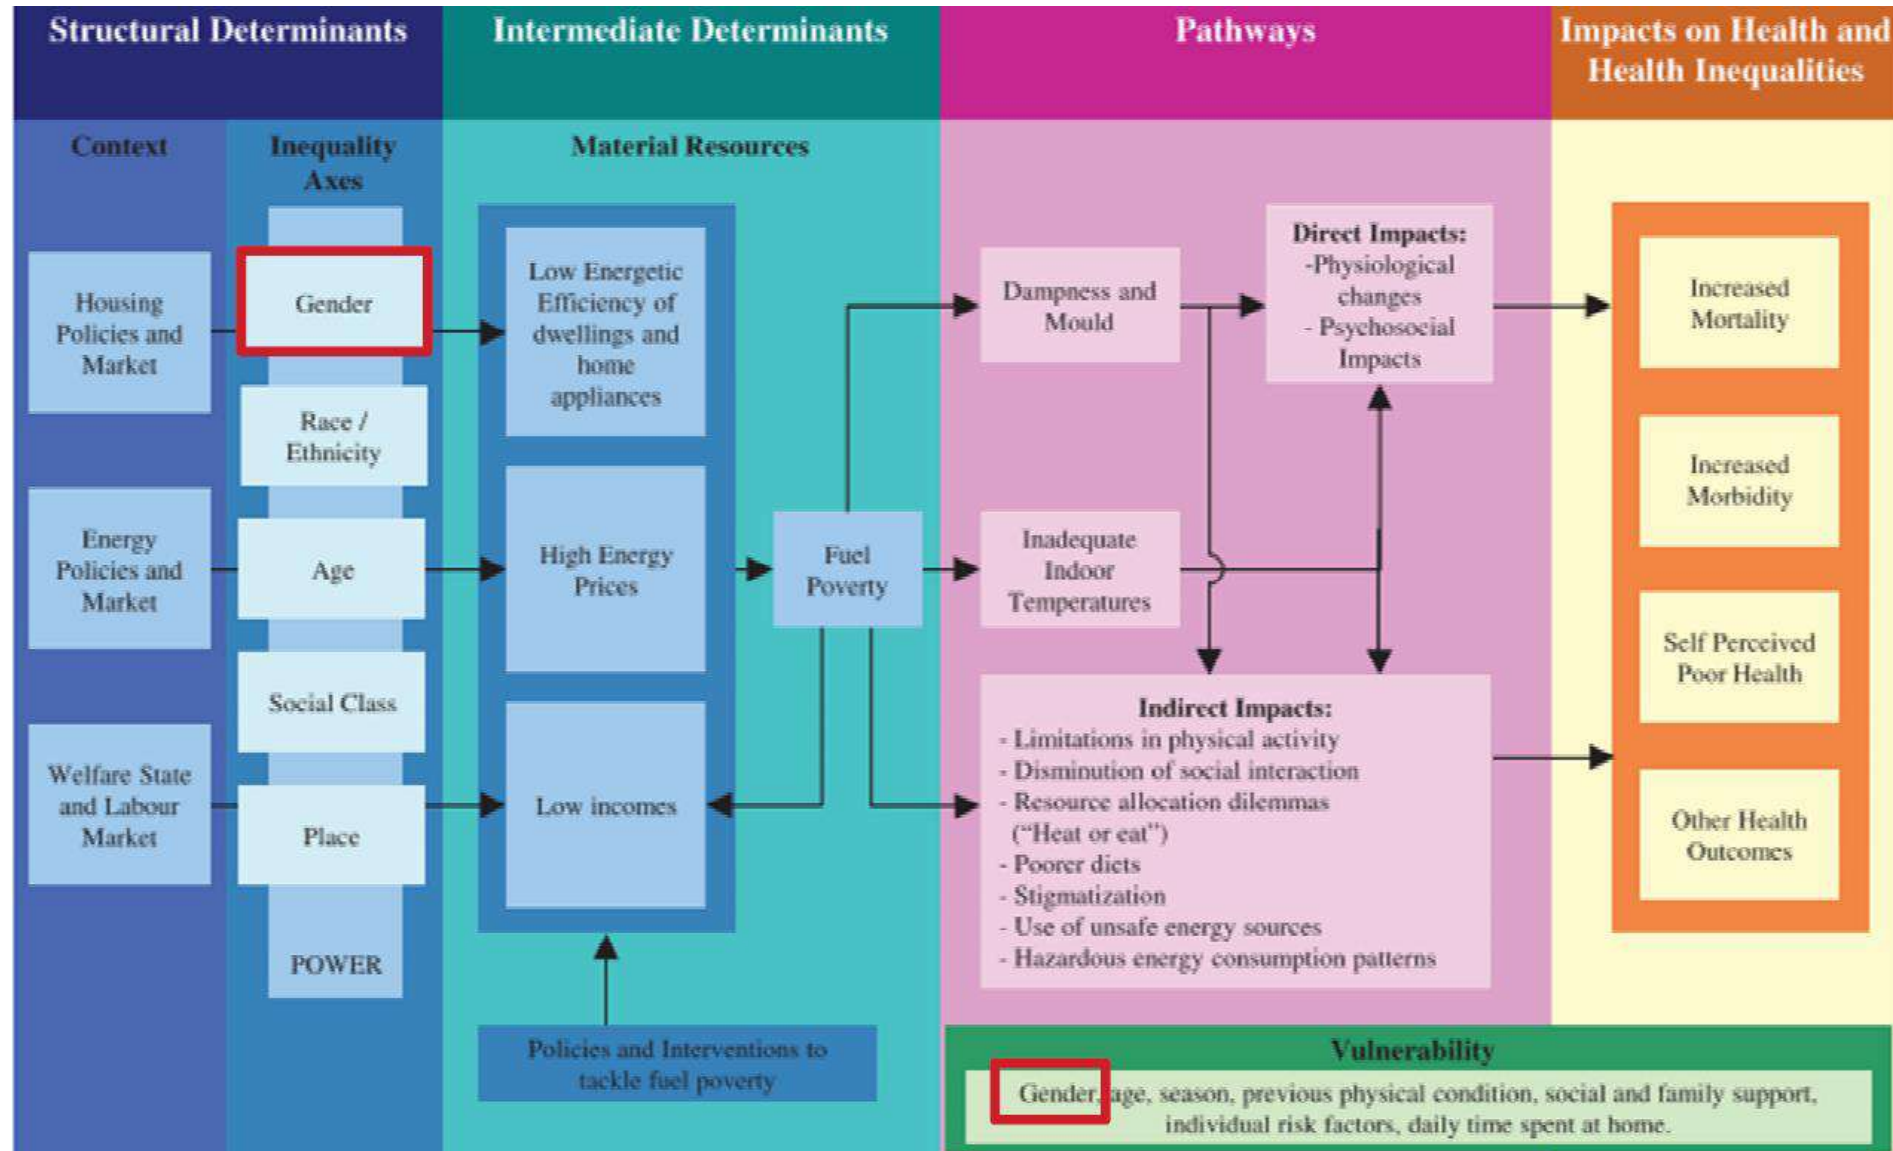 Structural Determinants
Intermediate Determinants
Pathways
Impacts on Health and
Health Inequalities
Context
Inequality
Axes
Material Resources
Housing
Policies and
Market
Energy
Policies and
Market
Welfare State
and Labour
Market
Gender
Race /
Ethnicity
Age
Social Class
Place
POWER
Low Energetic
Efficiency of
dwellings and
home
appliances
High Energy
Prices
Low incomes
Fuel
Poverty
Policies and Interventions to
tackle fuel poverty
Dampness and
Mould
Inadequate
Indoor
Temperatures
Direct Impacts:
-Physiological
changes
- Psychosocial
Impacts
Indirect Impacts:
- Limitations in physical activity
- Disminution of social interaction
- Resource allocation dilemmas
("Heat or eat")
- Poorer diets
- Stigmatization
- Use of unsafe energy sources
- Hazardous energy consumption patterns
Increased
Mortality
Increased
Morbidity
Self Perceived
Poor Health
Other Health
Outcomes
Vulnerability
Gender, age, season, previous physical condition, social and family support,
individual risk factors, daily time spent at home.